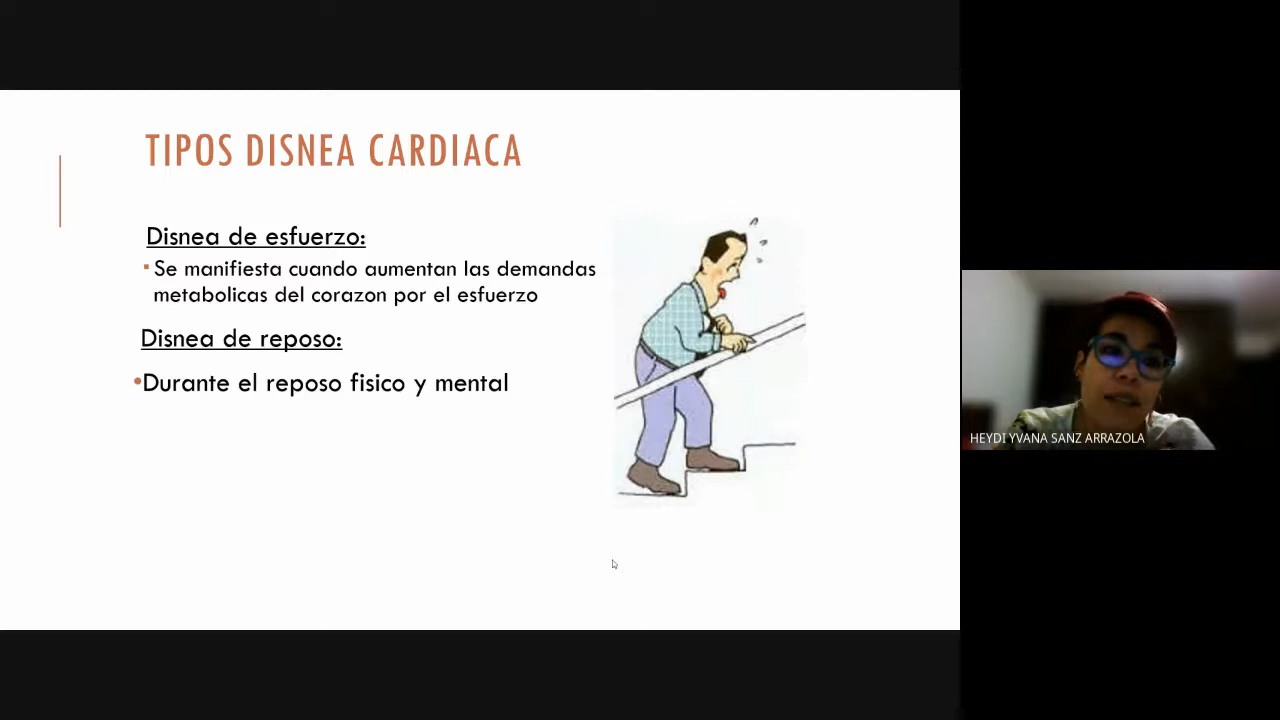 TIPOS DISNEA CARDIACA
Disnea de esfuerzo:
Se manifiesta cuando aumentan las demandas
metabolicas del corazon por el esfuerzo
Disnea de reposo:
Durante el reposo fisico y mental
HEYDI YVANA SANZ ARRAZOLA